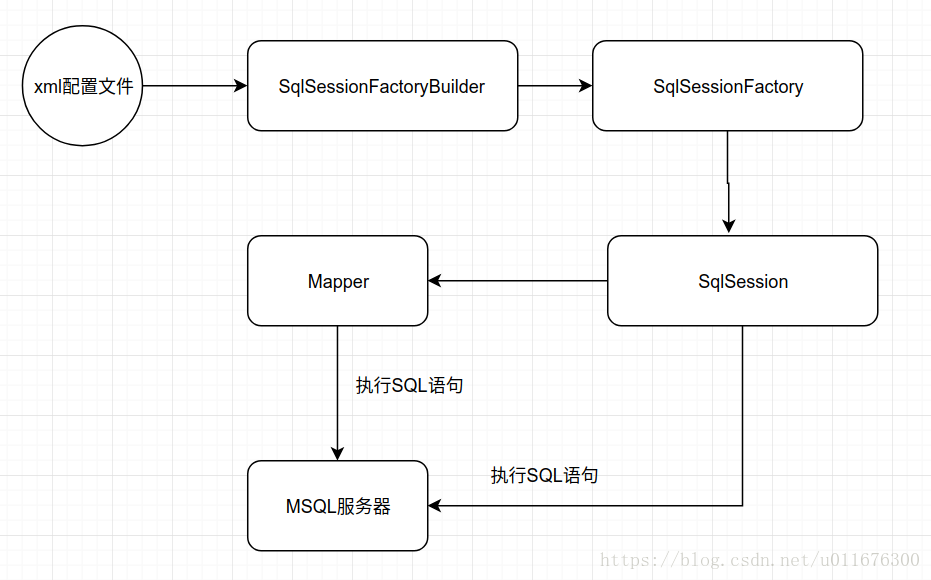 xml配置文件
SqlSessionFactoryBuilder
SqlSessionFactory
Mapper
SqlSession
执行SQL语句
执行SQL语句
MSQL服务器
https://blog.csdn.net/u011676300